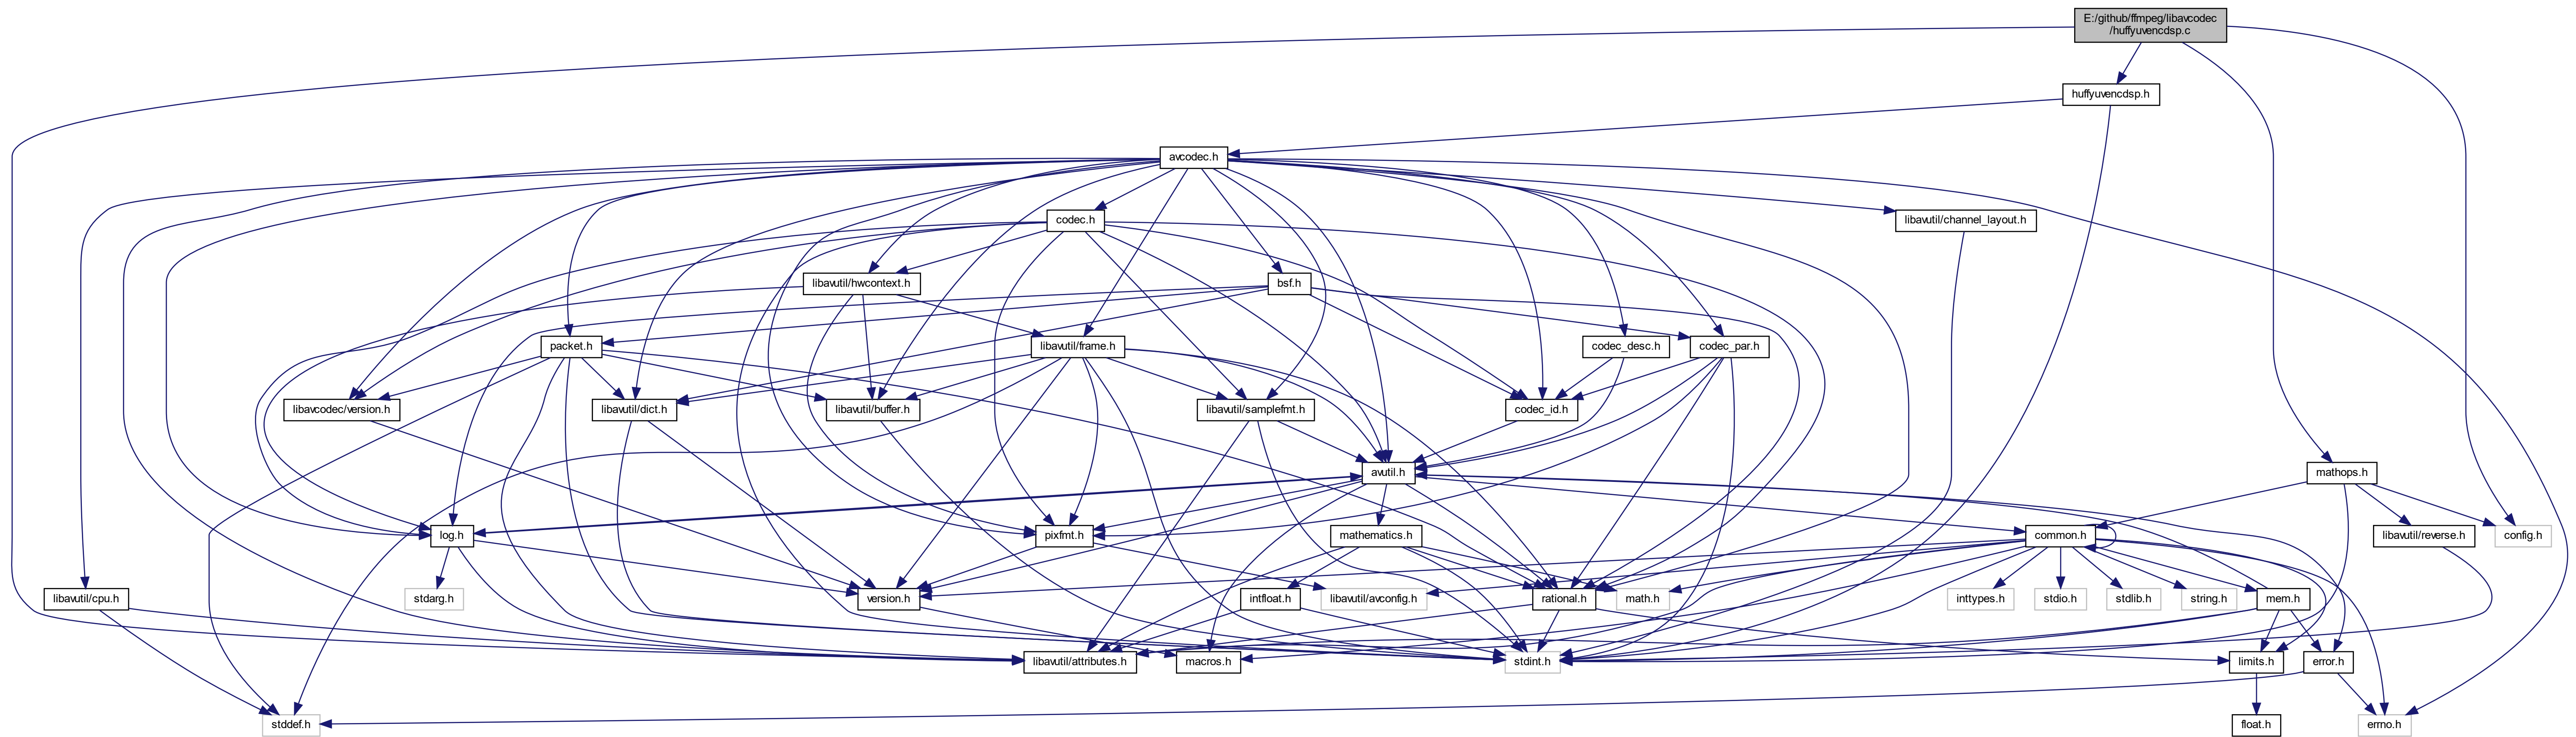 E:/github/ffmpeg/libavcodec
/huffyuvencdsp.c
huffyuvencdsp.h
avcodec.h
codec.h
libavutil/channel_layout.h
libavutil/hwcontext.h
bsf.h
packet.h
libavutil/frame.h
codec_desc.h
codec_par.h
libavcodec/version.h
libavutil/dict.h
libavutil/buffer.h
libavutil/samplefmt.h
codec_id.h
avutil.h
mathops.h
log.h
pixfmt.h
mathematics.h
common.h
libavutil/reverse.h
config.h
libavutil/cpu.h
stdarg.h
version.h
intfloat.h
libavutil/avconfig.h
rational.h
math.h
inttypes.h
stdio.h
stdlib.h
string.h
mem.h
libavutil/attributes.h
macros.h
stdint.h
limits.h
error.h
stddef.h
float.h
errno.h